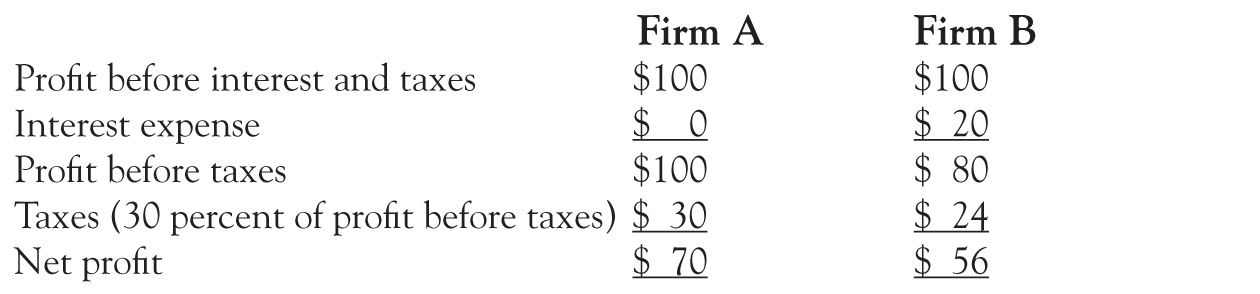 Firm A Firm B
Profit before interest and taxes $100 $100
Interest expense $ 0 $ 20
Profit before taxes $100 $ 80
Taxes (30 percent of profit before taxes) $ 30 $ 24
Net profit $ 70 $ 56